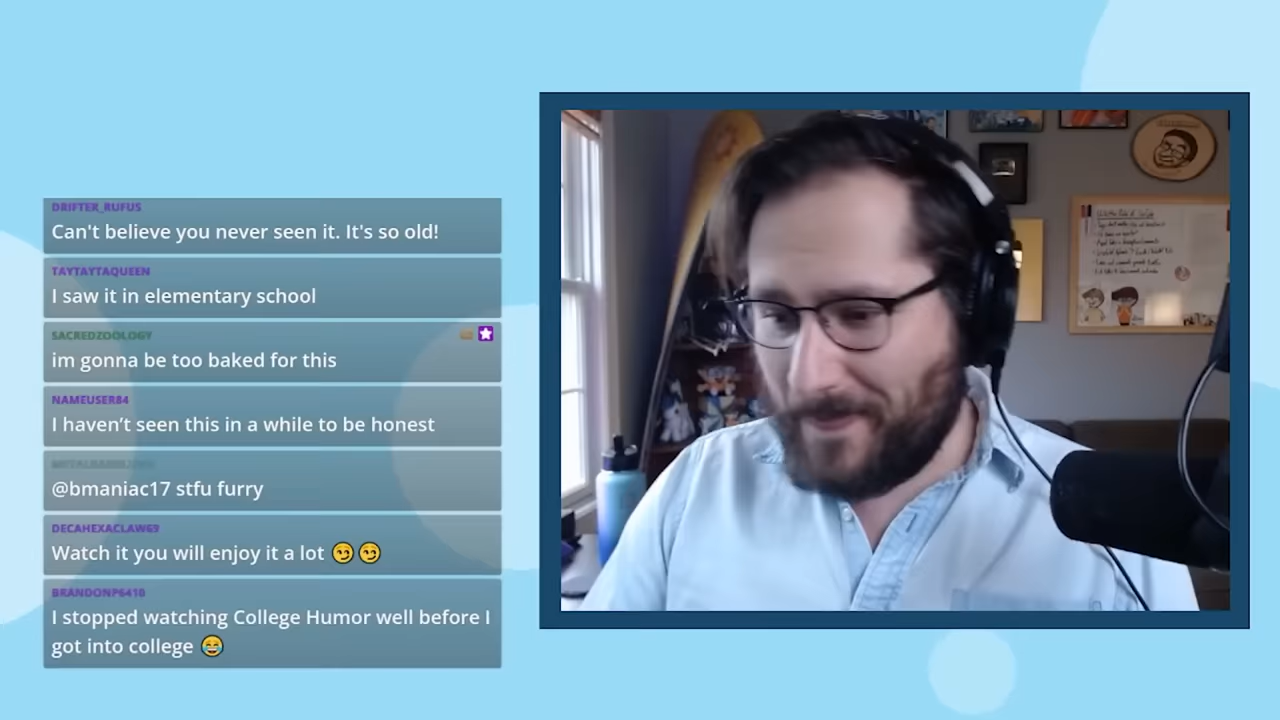 DRIFTER_RUFUS
Can't believe you never seen it. It's so old!
TAYTAYTAQUEEN
I saw it in elementary school
SACREDZOOLOGY
im gonna be too baked for this
NAMEUSER84
I haven’t seen this in a while to be honest
@bmaniac17 stfu furry
DECAHEXACLAW69
Watch it you will enjoy it a lot 😏😏
BRANDONP6410
I stopped watching College Humor well before I
got into college 😂